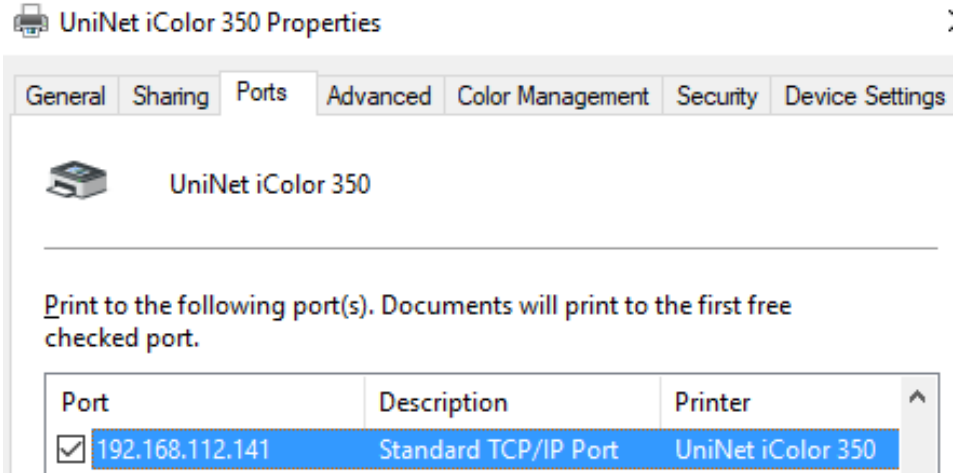 UniNet iColor 350 Properties
General Sharing Ports Advanced Color Management Security Device Settings
UniNet iColor 350
Print to the following port(s). Documents will print to the first free
checked port.
Port Description Printer
192.168.112.141 Standard TCP/IP Port UniNet iColor 350